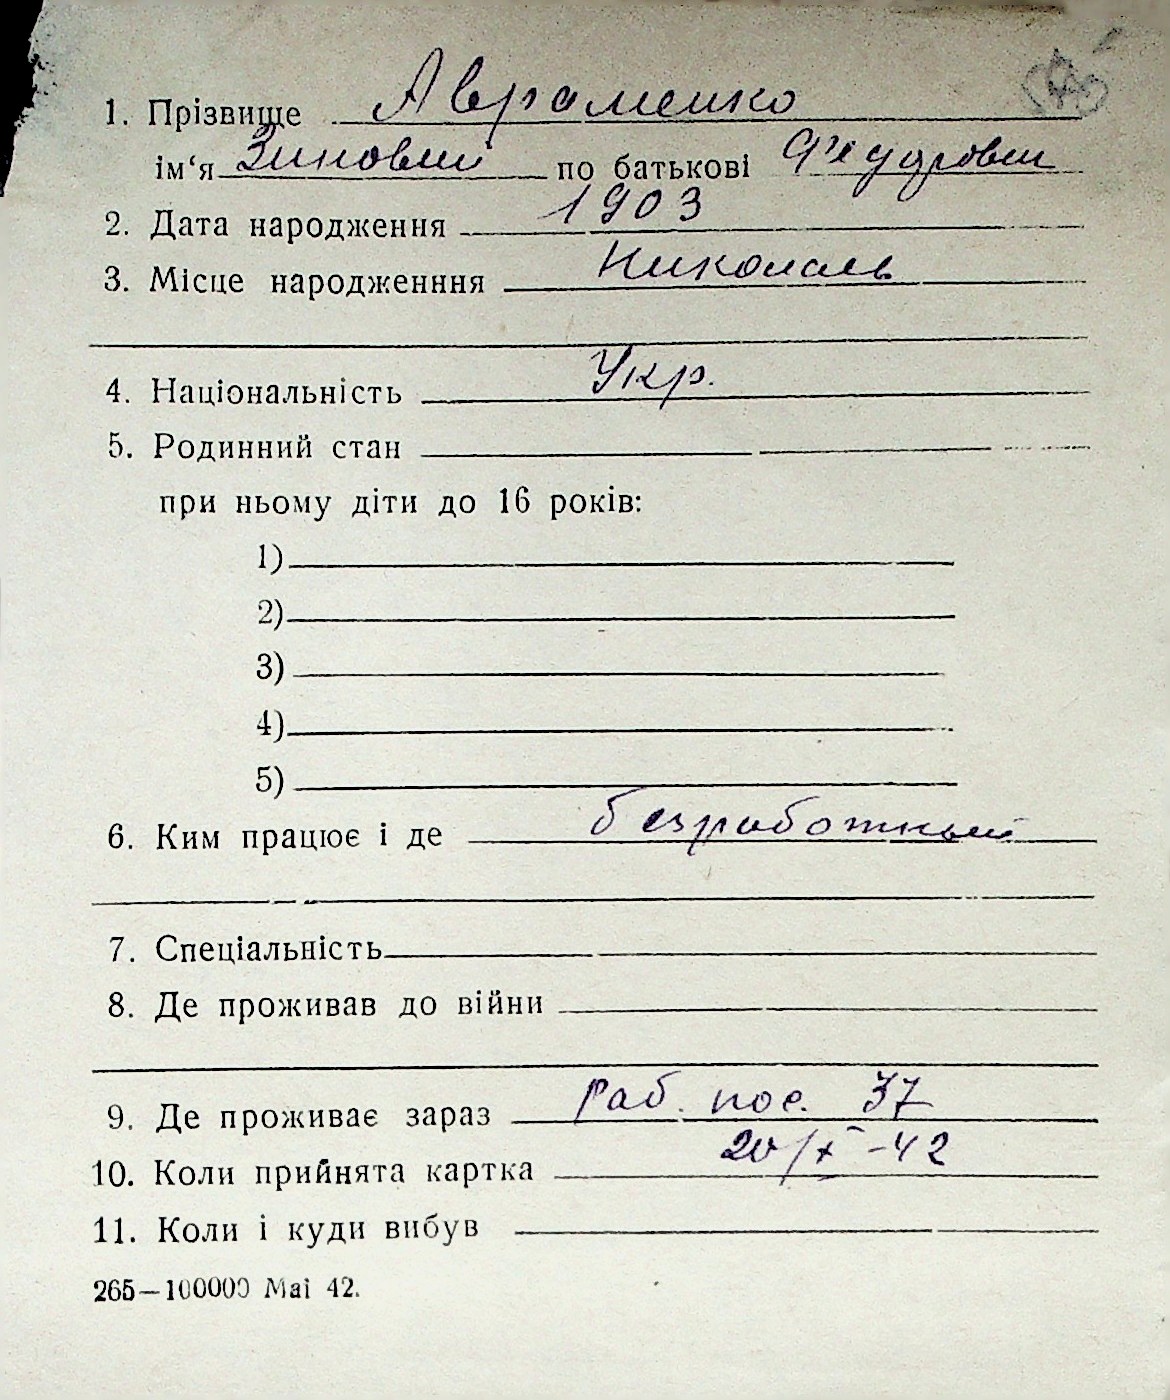 1. Прізвище Авраменко
ім‘я Зиновий по батькові
2. Дата народження 1903
3. Місце народженння
4. Національність Укр.
5. Родинний стан
при ньому діти до 16 років:
1)
2)
3)
4)
5)
6. Ким працює і де безработный
7. Спеціальність
8. Де проживав до війни
9. Де проживає зараз раб. пос. 37
10. Коли прийнята картка 20/X -42
11. Коли і куди вибув
265—100000 Mai 42.